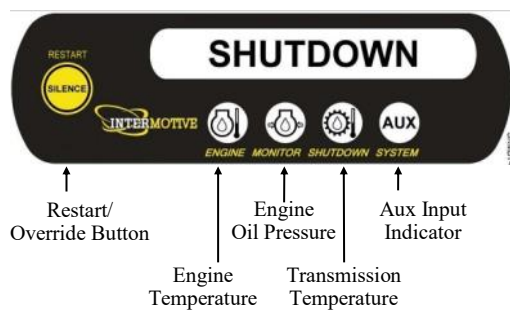 RESTART
SILENCE
SHUTDOWN
INTERMOTIVE
AUX
ENGINE MONITOR SHUTDOWN SYSTEM
Restart/
Override Button
Engine
Oil Pressure
Aux Input
Indicator
Engine
Temperature
Transmission
Temperature